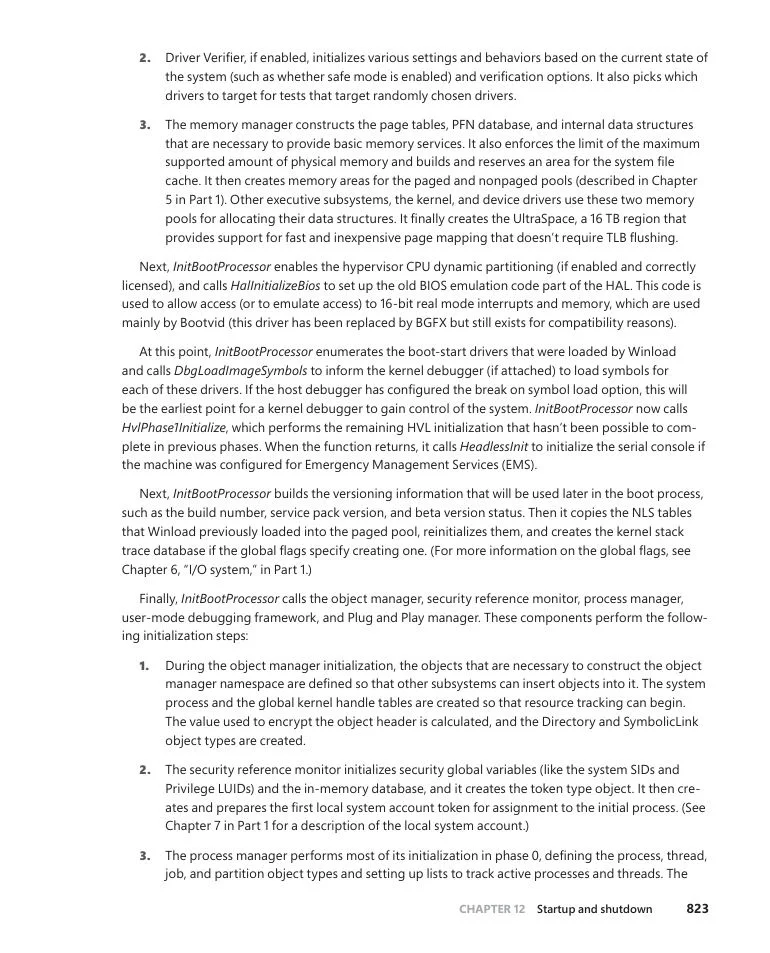 2. Driver Verifier, if enabled, initializes various settings and behaviors based on the current state of
the system (such as whether safe mode is enabled) and verification options. It also picks which
drivers to target for tests that target randomly chosen drivers.
3. The memory manager constructs the page tables, PFN database, and internal data structures
that are necessary to provide basic memory services. It also enforces the limit of the maximum
supported amount of physical memory and builds and reserves an area for the system file
cache. It then creates memory areas for the paged and nonpaged pools (described in Chapter
5 in Part 1). Other executive subsystems, the kernel, and device drivers use these two memory
pools for allocating their data structures. It finally creates the UltraSpace, a 16 TB region that
provides support for fast and inexpensive page mapping that doesn’t require TLB flushing.
Next, InitBootProcessor enables the hypervisor CPU dynamic partitioning (if enabled and correctly
licensed), and calls HalInitializeBios to set up the old BIOS emulation code part of the HAL. This code is
used to allow access (or to emulate access) to 16-bit real mode interrupts and memory, which are used
mainly by Bootvid (this driver has been replaced by BGFX but still exists for compatibility reasons).
At this point, InitBootProcessor enumerates the boot-start drivers that were loaded by Winload
and calls DbgLoadImageSymbols to inform the kernel debugger (if attached) to load symbols for
each of these drivers. If the host debugger has configured the break on symbol load option, this will
be the earliest point for a kernel debugger to gain control of the system. InitBootProcessor now calls
HvlPhase1Initialize, which performs the remaining HVL initialization that hasn’t been possible to com-
plete in previous phases. When the function returns, it calls HeadlessInit to initialize the serial console if
the machine was configured for Emergency Management Services (EMS).
Next, InitBootProcessor builds the versioning information that will be used later in the boot process,
such as the build number, service pack version, and beta version status. Then it copies the NLS tables
that Winload previously loaded into the paged pool, reinitializes them, and creates the kernel stack
trace database if the global flags specify creating one. (For more information on the global flags, see
Chapter 6, “I/O system,” in Part 1.)
Finally, InitBootProcessor calls the object manager, security reference monitor, process manager,
user-mode debugging framework, and Plug and Play manager. These components perform the follow-
ing initialization steps:
1. During the object manager initialization, the objects that are necessary to construct the object
manager namespace are defined so that other subsystems can insert objects into it. The system
process and the global kernel handle tables are created so that resource tracking can begin.
The value used to encrypt the object header is calculated, and the Directory and SymbolicLink
object types are created.
2. The security reference monitor initializes security global variables (like the system SIDs and
Privilege LUIDs) and the in-memory database, and it creates the token type object. It then cre-
ates and prepares the first local system account token for assignment to the initial process. (See
Chapter 7 in Part 1 for a description of the local system account.)
3. The process manager performs most of its initialization in phase 0, defining the process, thread,
job, and partition object types and setting up lists to track active processes and threads. The
CHAPTER 12 Startup and shutdown 823